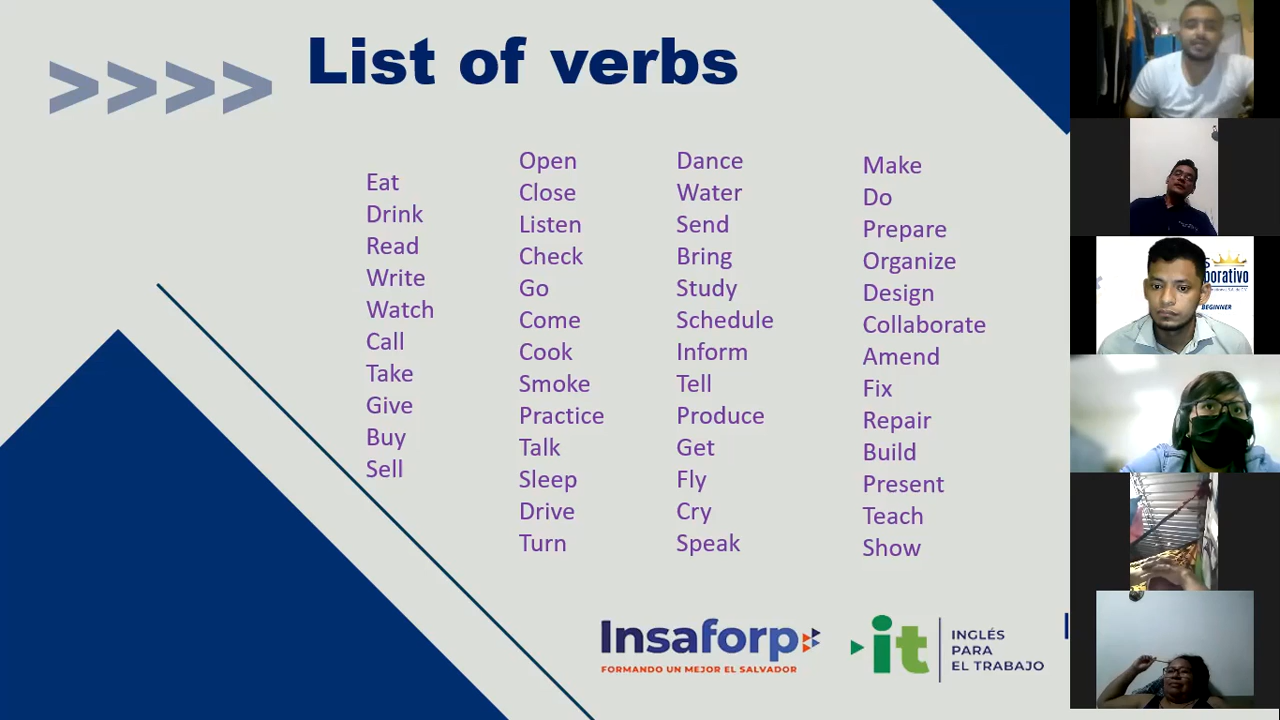 >>>> List of verbs
Eat
Drink
Read
Write
Watch
Call
Take
Give
Buy
Sell
Open
Close
Listen
Check
Go
Come
Cook
Smoke
Practice
Talk
Sleep
Drive
Turn
Dance
Water
Send
Bring
Study
Schedule
Inform
Tell
Produce
Get
Fly
Cry
Speak
Make
Do
Prepare
Organize
Design
Collaborate
Amend
Fix
Repair
Build
Present
Teach
Show
Insaforp
FORMANDO UN MEJOR EL SALVADOR
it
INGLÉS
PARA
EL TRABAJO
porativo
BEGINNER